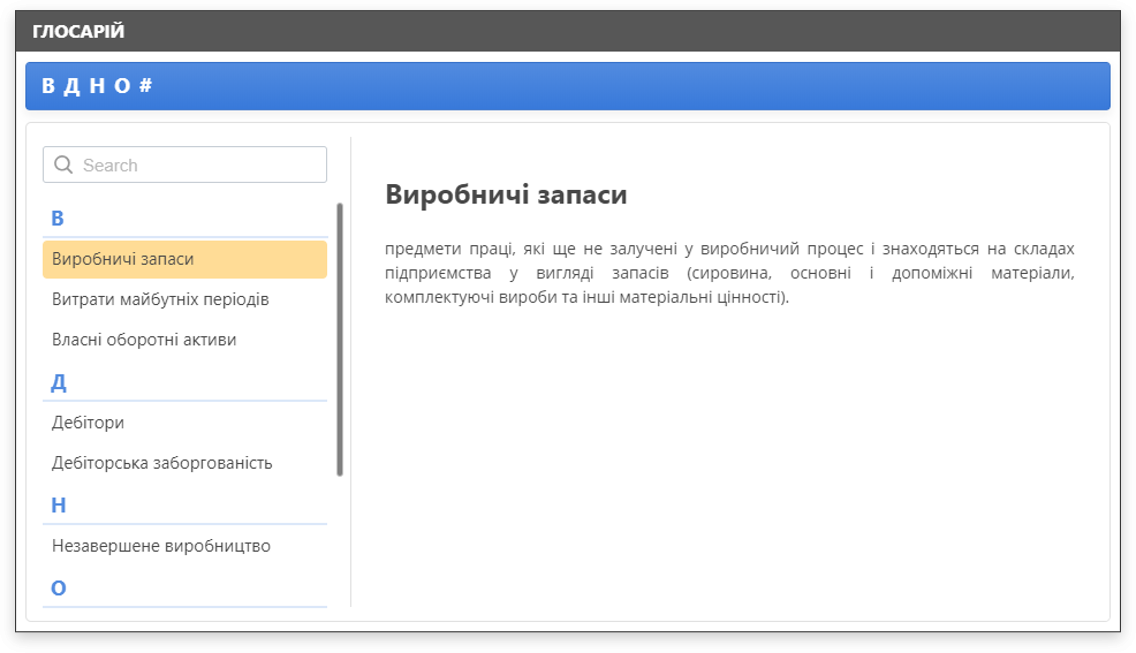 ГЛОСАРІЙ
В Д Н О #
Search
В
Виробничі запаси
Витрати майбутніх періодів
Власні оборотні активи
Д
Дебітори
Дебіторська заборгованість
Н
Незавершене виробництво
О
Виробничі запаси
предмети праці, які ще не залучені у виробничий процес і знаходяться на складах
підприємства у вигляді запасів (сировина, основні і допоміжні матеріали,
комплектуючі вироби та інші матеріальні цінності).